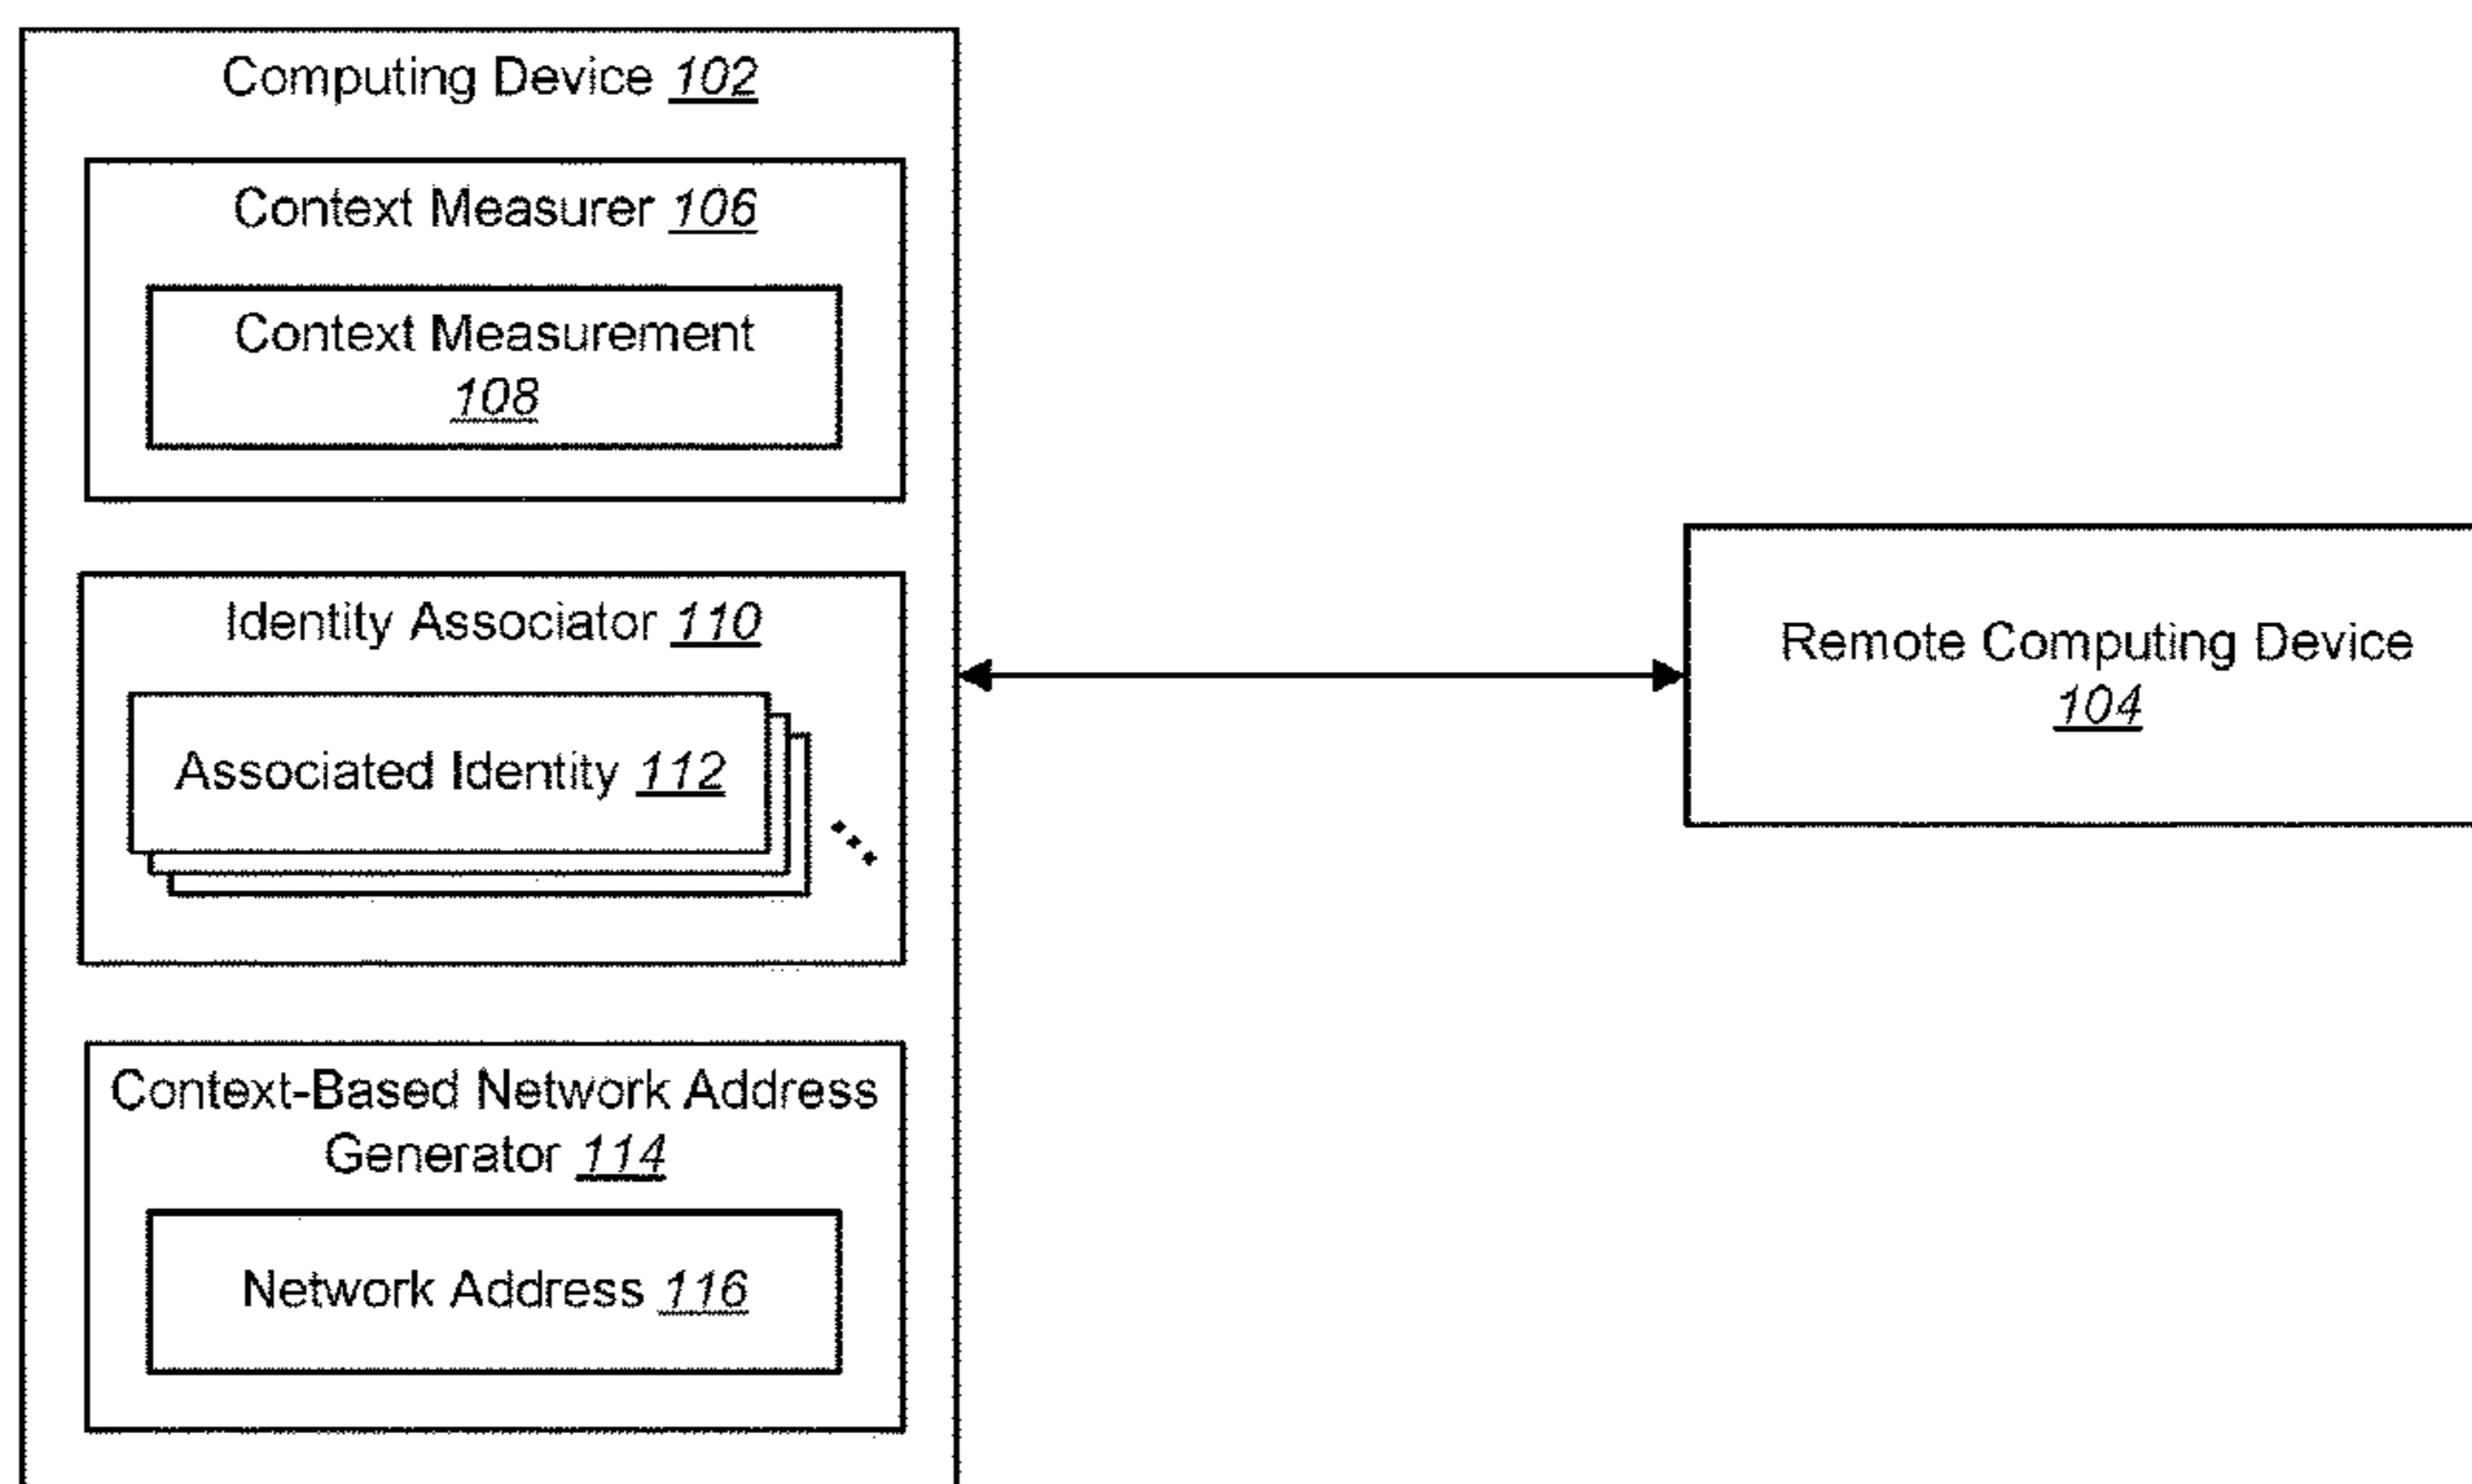 Computing Device 102
Context Measurer 106
Context Measurement
108
Identity Associator 110
Associated Identity 112
Context-Based Network Address
Generator 114
Network Address 116
Remote Computing Device
104